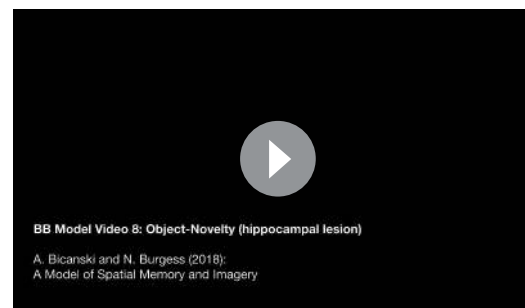 BB Model Video 8: Object-Novelty (hippocampal lesion)
A. Bicanski and N. Burgess (2018):
A Model of Spatial Memory and Imagery